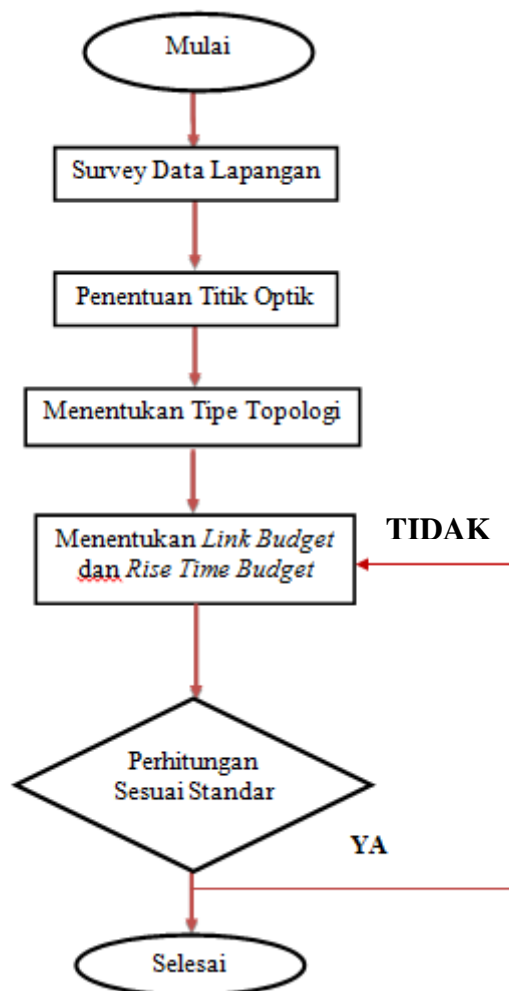 Mulai
Survey Data Lapangan
Penentuan Titik Optik
Menentukan Tipe Topologi
Menentukan Link Budget
dan Rise Time Budget
TIDAK
Perhitungan
Sesuai Standar
YA
Selesai